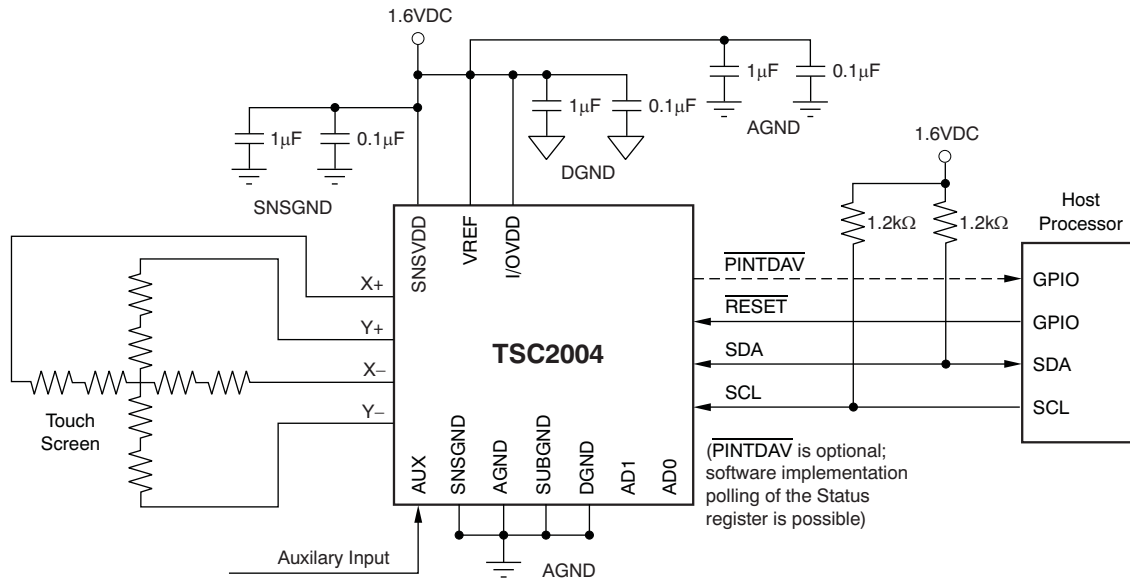 1.6VDC
1μF
0.1μF
AGND
1μF
0.1μF
DGND
1μF
0.1μF
SNSGND
1.6VDC
1.2kΩ
1.2kΩ
Host
Processor
SNSVDD
VREF
I/OVDD
X+
Y+
X−
Y−
Touch
Screen
TSC2004
PINTDAV
RESET
SDA
SCL
GPIO
GPIO
SDA
SCL
AUX
SNSGND
AGND
SUBGND
DGND
AD1
AD0
(PINTDAV is optional;
software implementation
polling of the Status
register is possible)
Auxilary Input
AGND